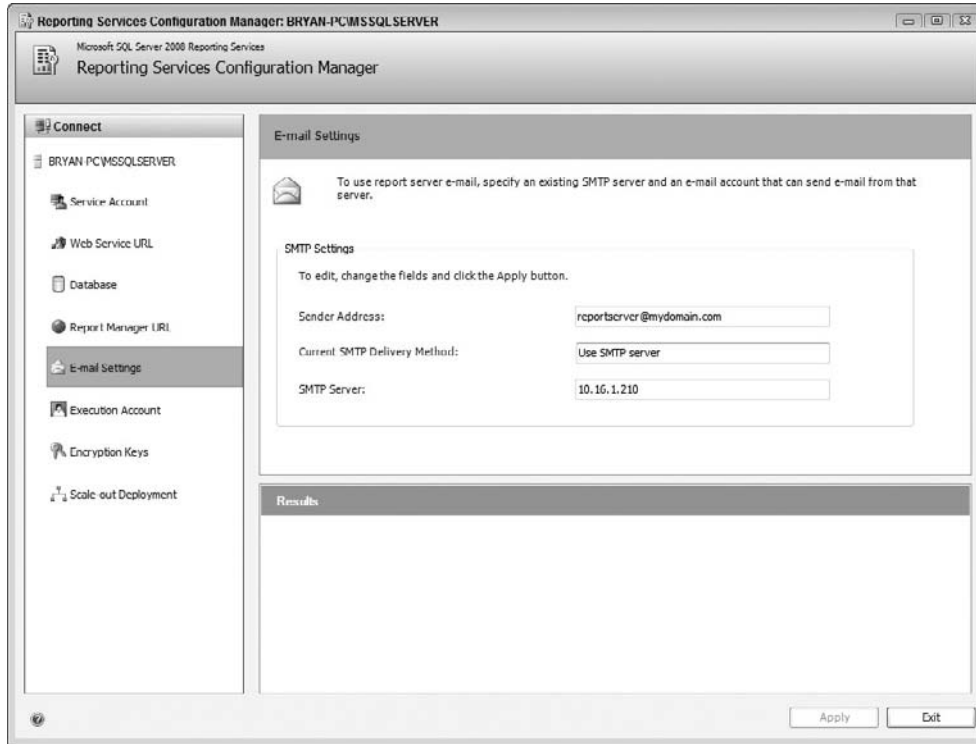 Reporting Services Configuration Manager: BRYAN-PC\MSSQLSERVER
Microsoft SQL Server 2008 Reporting Services
Reporting Services Configuration Manager
Connect
BRYAN-PC\MSSQLSERVER
Service Account
Web Service URL
Database
Report Manager URL
E-mail Settings
Execution Account
Encryption Keys
Scale-out Deployment
E-mail Settings
To use report server e-mail, specify an existing SMTP server and an e-mail account that can send e-mail from that
server.
SMTP Settings
To edit, change the fields and click the Apply button.
Sender Address:
reportserver@mydomain.com
Current SMTP Delivery Method:
Use SMTP server
SMTP Server:
10.16.1.210
Results
Apply
Exit